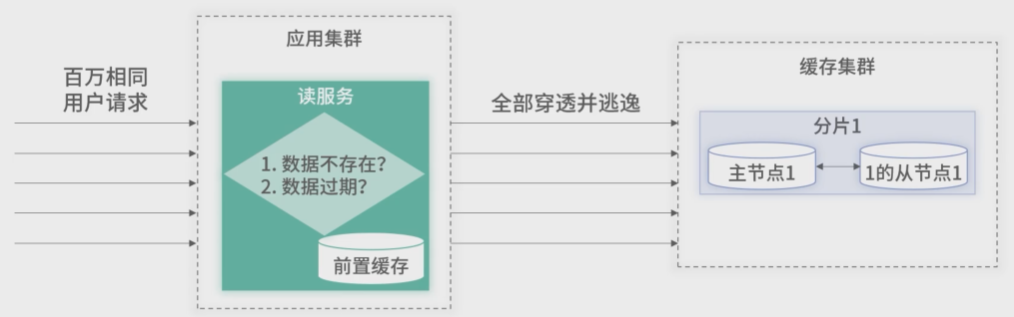 百万相同
用户请求
应用集群
读服务
1. 数据不存在?
2. 数据过期?
前置缓存
全部穿透并逃逸
缓存集群
分片1
主节点1
1的从节点1